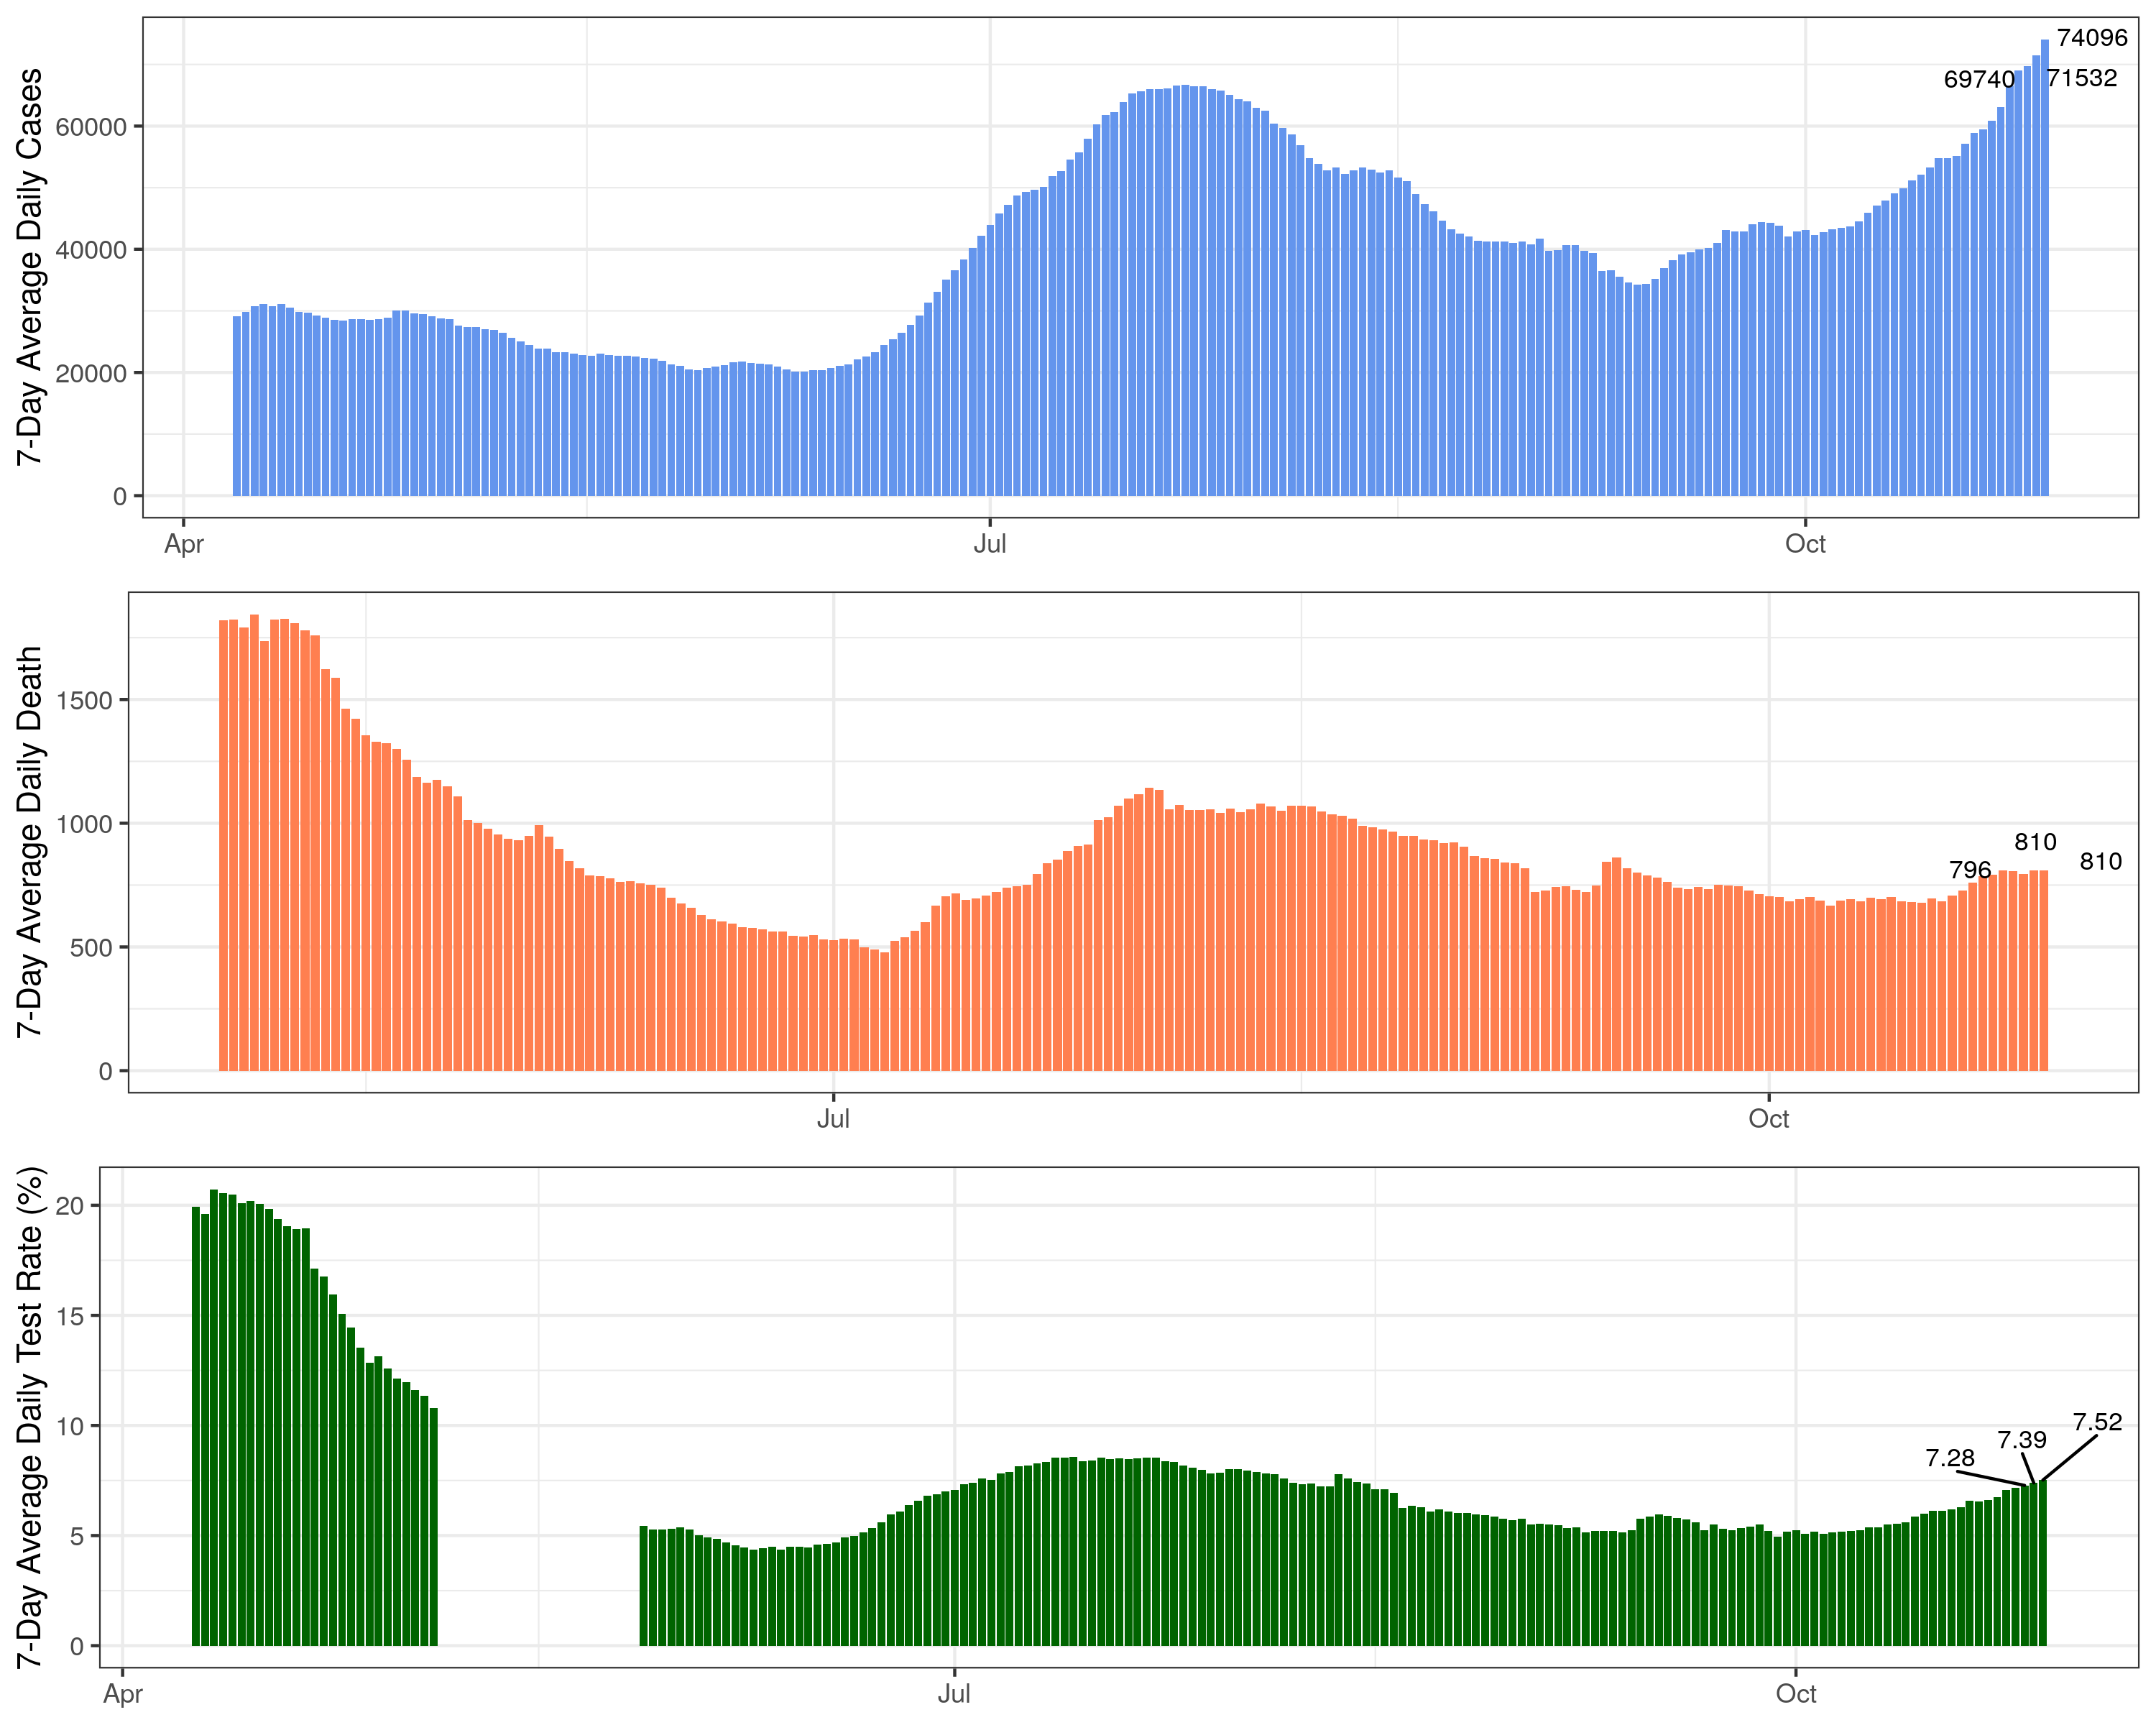 7-Day Average Daily Cases
60000
40000
20000
0
74096
69740
71532
Apr
Jul
Oct
7-Day Average Daily Death
1500
1000
500
0
810
796
810
Jul
Oct
7-Day Average Daily Test Rate (%)
20
15
10
5
0
7.52
7.39
7.28
Apr
Jul
Oct